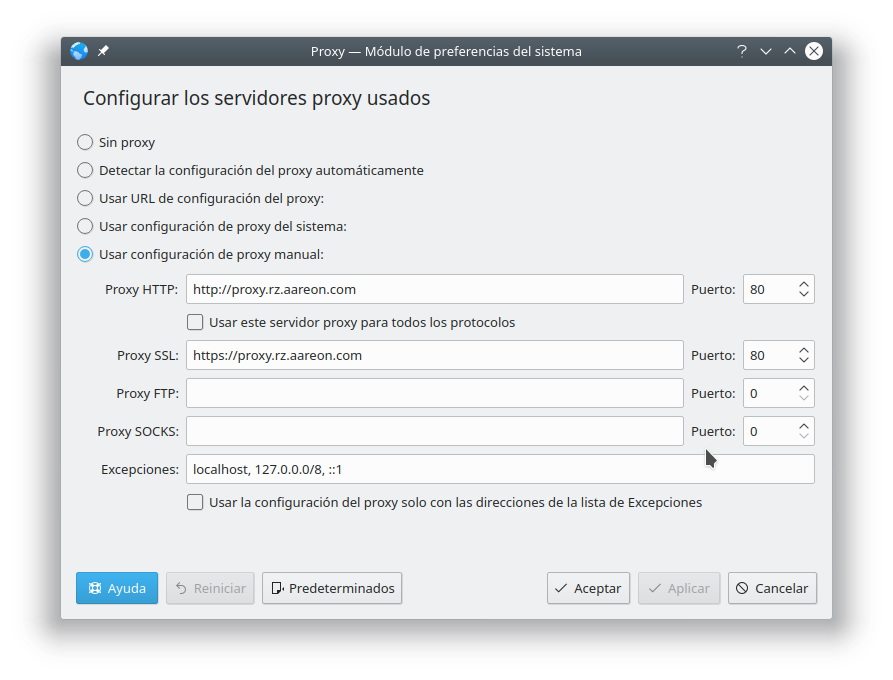 Proxy — Módulo de preferencias del sistema
Configurar los servidores proxy usados
Sin proxy
Detectar la configuración del proxy automáticamente
Usar URL de configuración del proxy:
Usar configuración de proxy del sistema:
Usar configuración de proxy manual:
Proxy HTTP: http://proxy.rz.aareon.com Puerto: 80
Usar este servidor proxy para todos los protocolos
Proxy SSL: https://proxy.rz.aareon.com Puerto: 80
Proxy FTP: Puerto: 0
Proxy SOCKS: Puerto: 0
Excepciones: localhost, 127.0.0.0/8, ::1
Usar la configuración del proxy solo con las direcciones de la lista de Excepciones
Ayuda Reiniciar Predeterminados Aceptar Aplicar Cancelar